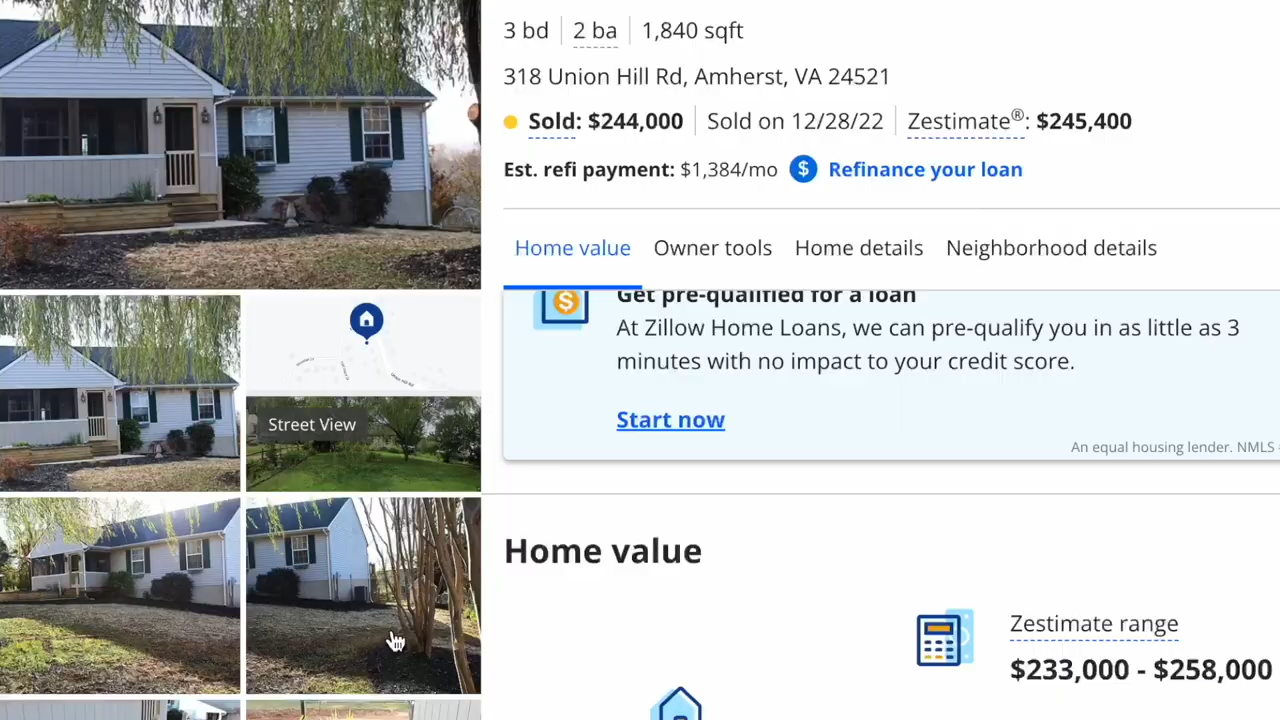 3 bd 2 ba 1,840 sqft
318 Union Hill Rd, Amherst, VA 24521
Sold: $244,000 Sold on 12/28/22 Zestimate®: $245,400
Est. refi payment: $1,384/mo $ Refinance your loan
Home value Owner tools Home details Neighborhood details
$ Get pre-qualified for a loan
At Zillow Home Loans, we can pre-qualify you in as little as 3
minutes with no impact to your credit score.
Start now
An equal housing lender. NMLS
Street View
Home value
Zestimate range
$233,000 - $258,000